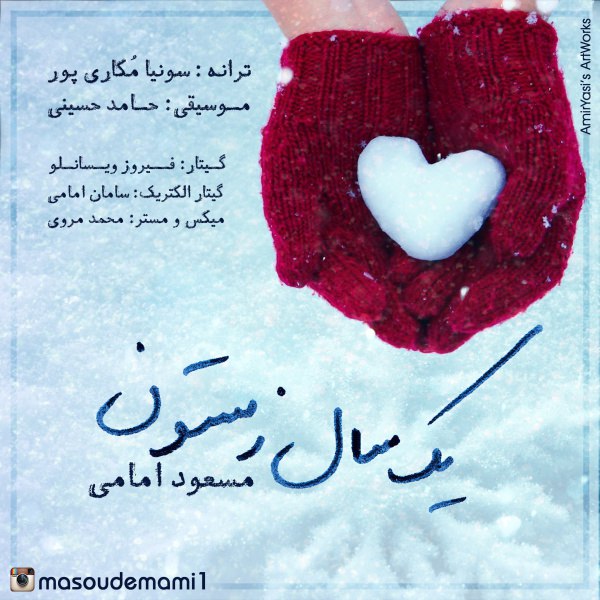 AmirYasi's ArtWorks
ترانه : سونیا مُکاری پور
موسیقی : حامد حسینی
گیتار: فیروز ویسانلو
گیتار الکتریک: سامان امامی
میکس و مستر: محمد مروی
یک سال زمستون
مسعود امامی
masoudemami1